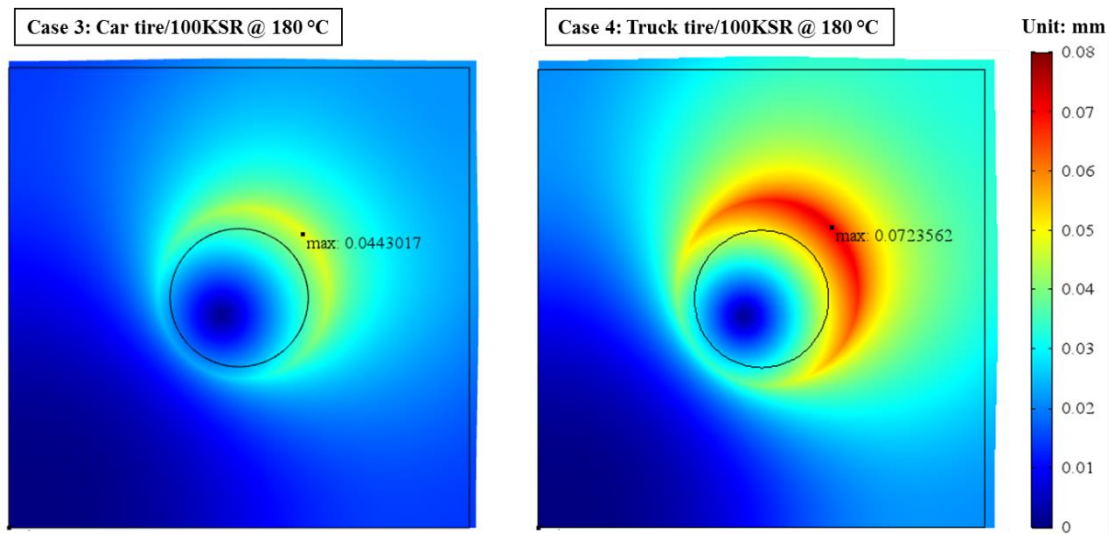 Case 3: Car tire/100KSR @ 180 °C
Case 4: Truck tire/100KSR @ 180 °C
Unit: mm
0.08
0.07
0.06
0.05
0.04
0.03
0.02
0.01
0
max: 0.0443017
max: 0.0723562